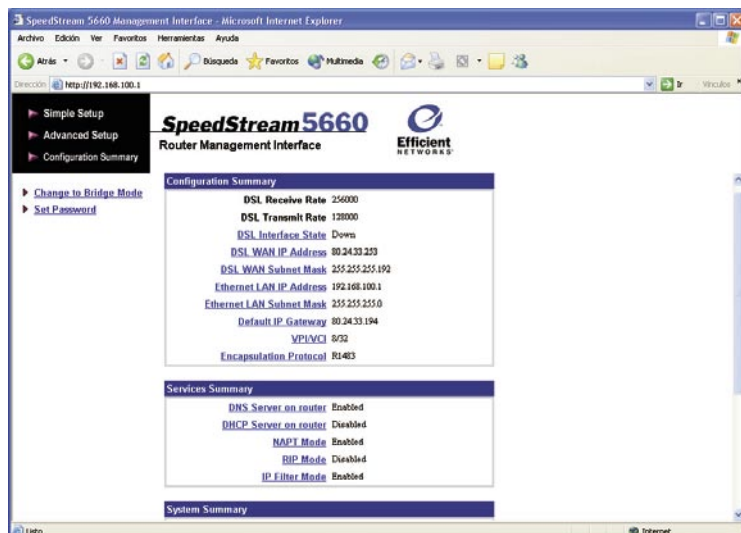 SpeedStream 5660 Management Interface - Microsoft Internet Explorer
Archivo Edición Ver Favoritos Herramientas Ayuda
Atrás Búsqueda Favoritos Multimedia
Dirección http://192.168.100.1 Ir Vínculos
Simple Setup
Advanced Setup
Configuration Summary
SpeedStream 5660
Router Management Interface
Efficient
NETWORKS
Change to Bridge Mode
Set Password
Configuration Summary
DSL Receive Rate 256000
DSL Transmit Rate 128000
DSL Interface State Down
DSL WAN IP Address 80.24.33.253
DSL WAN Subnet Mask 255.255.255.192
Ethernet LAN IP Address 192.168.100.1
Ethernet LAN Subnet Mask 255.255.255.0
Default IP Gateway 80.24.33.194
VPI/VCI 8/32
Encapsulation Protocol R1483
Services Summary
DNS Server on router Enabled
DHCP Server on router Disabled
NAPT Mode Enabled
RIP Mode Disabled
IP Filter Mode Enabled
System Summary
Listo Internet